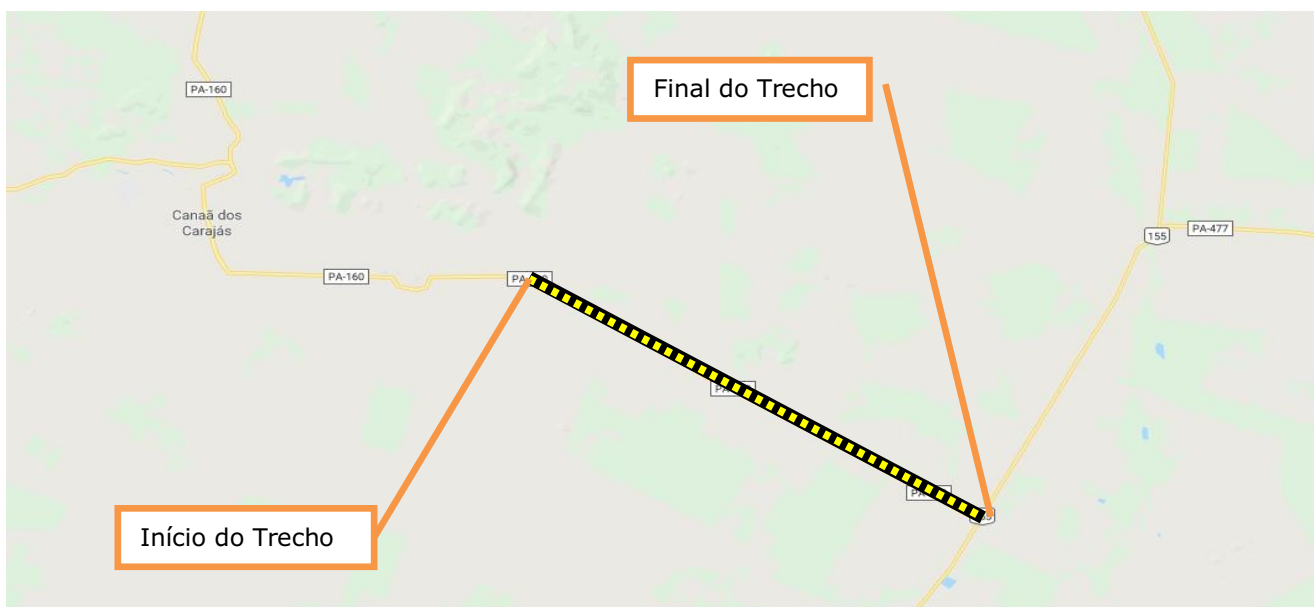 PA-160
Final do Trecho
Canaã dos
Carajás
155
PA-477
PA-160
Início do Trecho